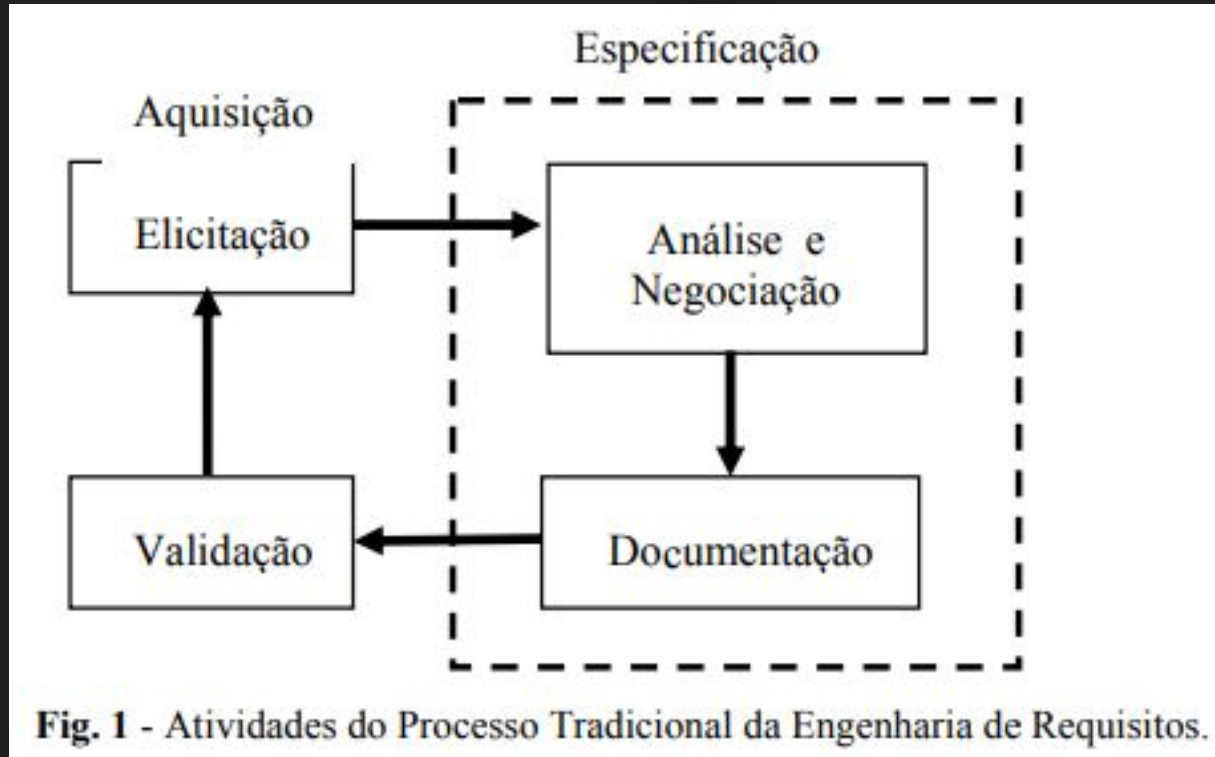 Especificação
Aquisição
Elicitação
Análise e
Negociação
Validação
Documentação
Fig. 1 - Atividades do Processo Tradicional da Engenharia de Requisitos.